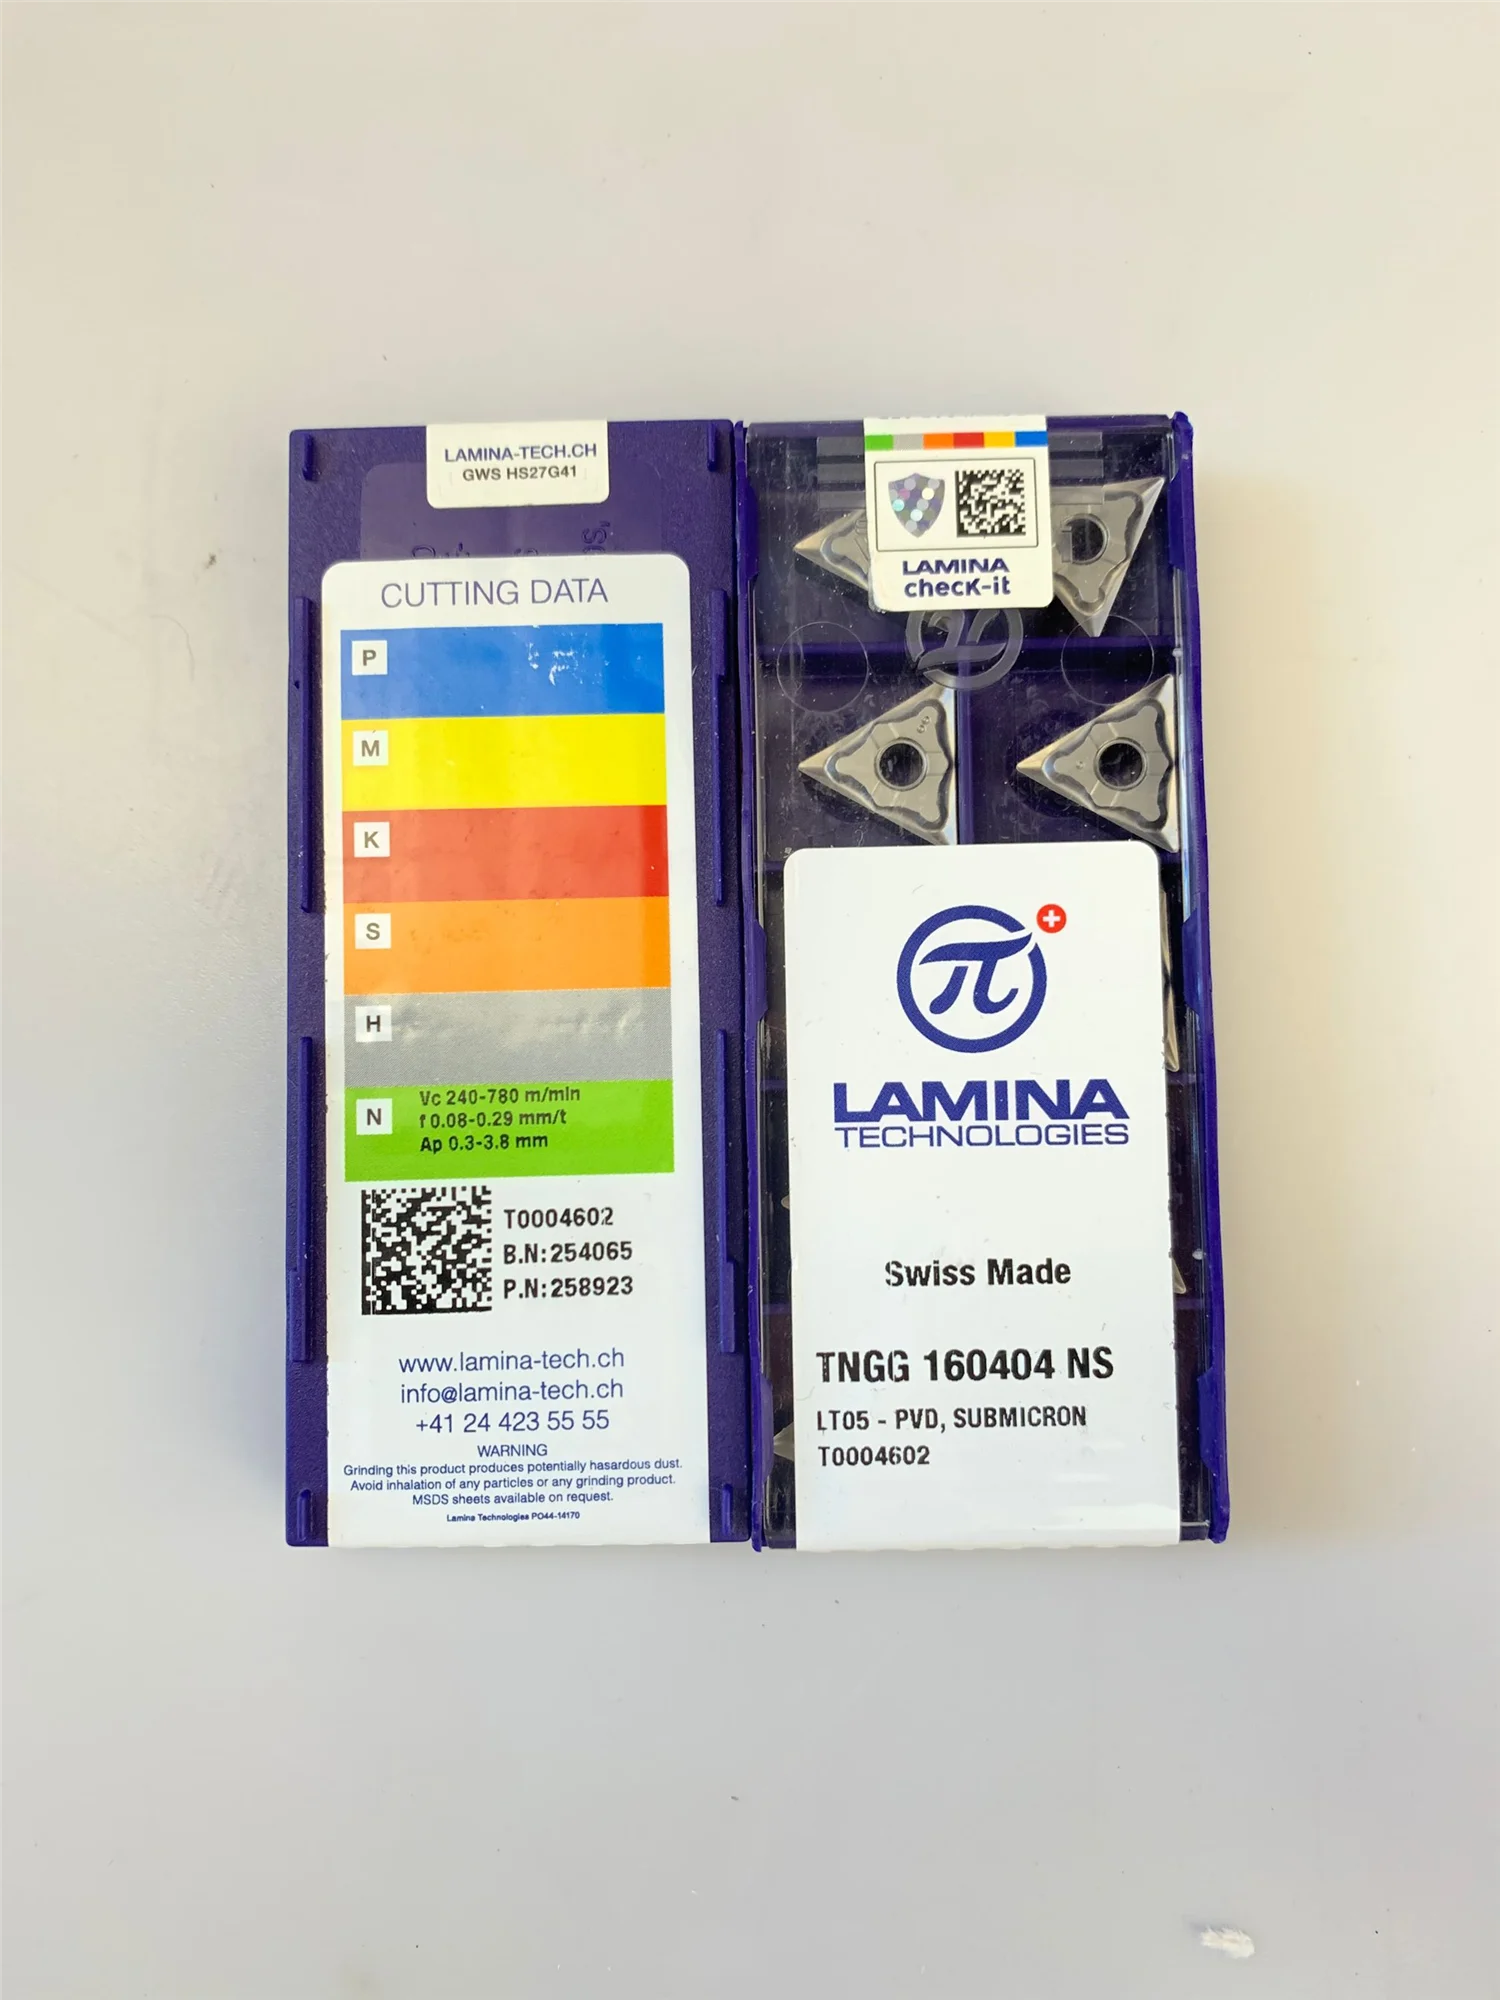 LAMINA-TECH.CH
GWS HS27G41
CUTTING DATA
P
M
K
S
H
N
Vc 240-780 m/min
f 0.08-0.29 mm/t
Ap 0.3-3.8 mm
T0004602
B.N:254065
P.N:258923
www.lamina-tech.ch
info@lamina-tech.ch
+41 24 423 55 55
WARNING
Grinding this product produces potentially hasardous dust.
Avoid inhalation of any particles or any grinding product.
MSDS sheets available on request.
Lamina Technologies PO44-14170
LAMINA
check-it
π
LAMINA
TECHNOLOGIES
Swiss Made
TNGG 160404 NS
LT05 - PVD, SUBMICRON
T0004602